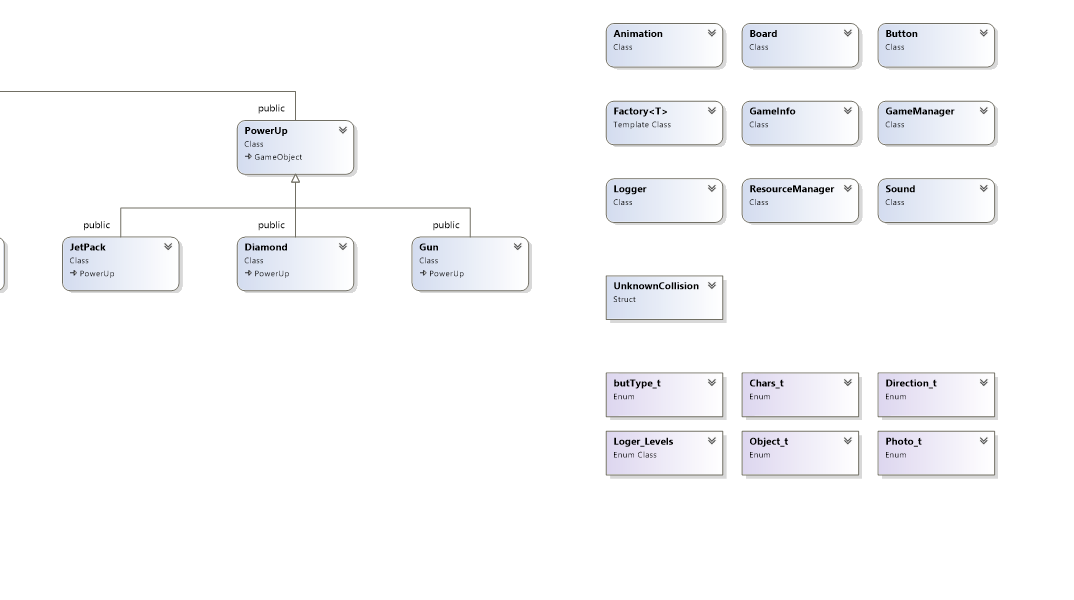 public
PowerUp
Class
GameObject
public
public
public
JetPack
Class
PowerUp
Diamond
Class
PowerUp
Gun
Class
PowerUp
Animation
Class
Board
Class
Button
Class
Factory<T>
Template Class
GameInfo
Class
GameManager
Class
Logger
Class
ResourceManager
Class
Sound
Class
UnknownCollision
Struct
butType_t
Enum
Chars_t
Enum
Direction_t
Enum
Loger_Levels
Enum Class
Object_t
Enum
Photo_t
Enum